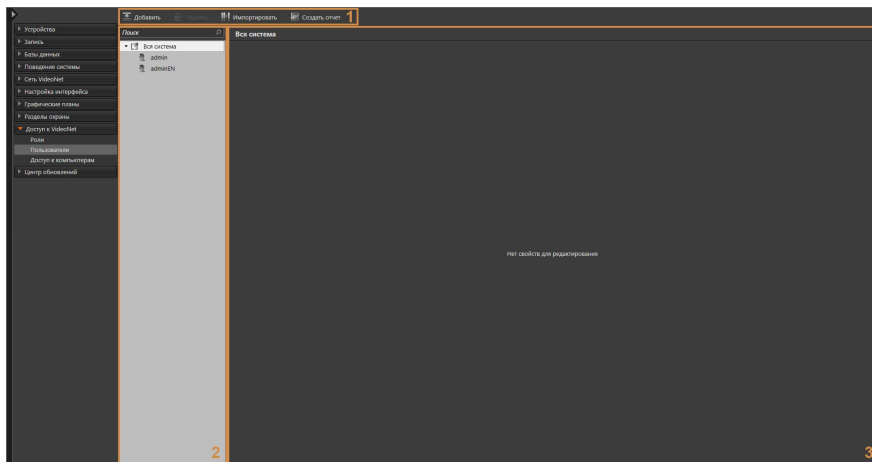 Добавить Удалить Импортировать Создать отчет 1
Устройства
Запись
Базы данных
Поведение системы
Сеть VideoNet
Настройка интерфейса
Графические планы
Разделы охраны
Доступ к VideoNet
Роли
Пользователи
Доступ к компьютерам
Центр обновлений
Поиск
Вся система
admin
adminEN
2
Вся система
Нет свойств для редактирования
3